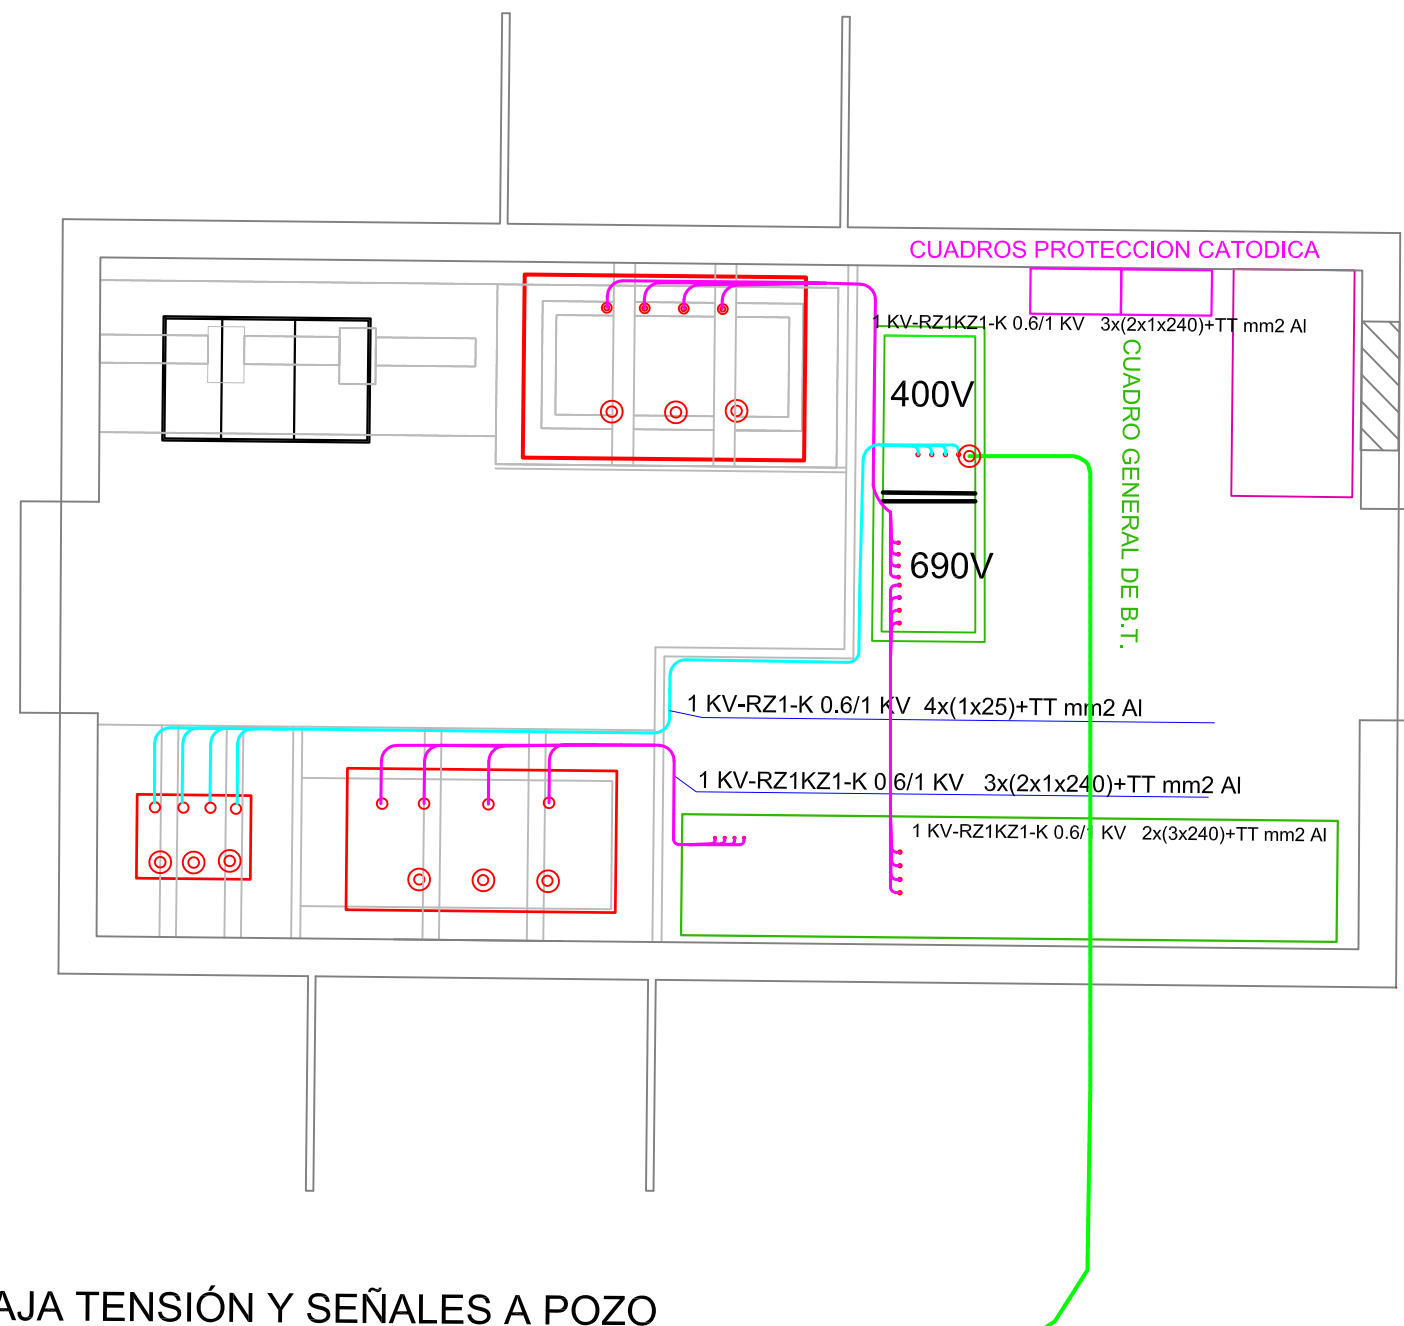 CUADROS PROTECCION CATODICA
1 KV-RZ1KZ1-K 0.6/1 KV 3x(2x1x240)+TT mm2 Al
400V
CUADRO GENERAL DE B.T.
690V
1 KV-RZ1-K 0.6/1 KV 4x(1x25)+TT mm2 Al
1 KV-RZ1KZ1-K 0.6/1 KV 3x(2x1x240)+TT mm2 Al
1 KV-RZ1KZ1-K 0.6/1 KV 2x(3x240)+TT mm2 Al
AJA TENSIÓN Y SEÑALES A POZO